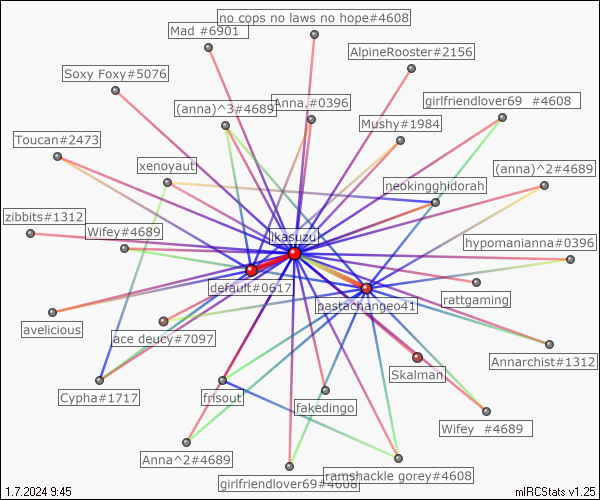 no cops no laws no hope#4608
Mad #6901
AlpineRooster#2156
Soxy Foxy#5076
(anna)^3#4689
Anna.#0396
girlfriendlover69 #4608
Mushy#1984
Toucan#2473
xenoyaut
(anna)^2#4689
neokingghidorah
zibbits#1312
Wifey#4689
ikasuzu
hypomanianna#0396
default#0617
pastachangeo41
rattgaming
avelicious
ace deucy#7097
Annarchist#1312
Skalman
Cypha#1717
frisout
fakedingo
Wifey #4689
Anna^2#4689
girlfriendlover69#4608
ramshackle gorey#4608
1.7.2024 9:45
mIRCStats v1.25